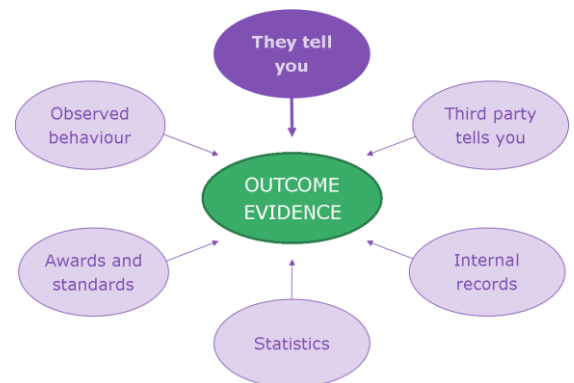 They tell
you
Observed
behaviour
Third party
tells you
OUTCOME
EVIDENCE
Awards and
standards
Internal
records
Statistics